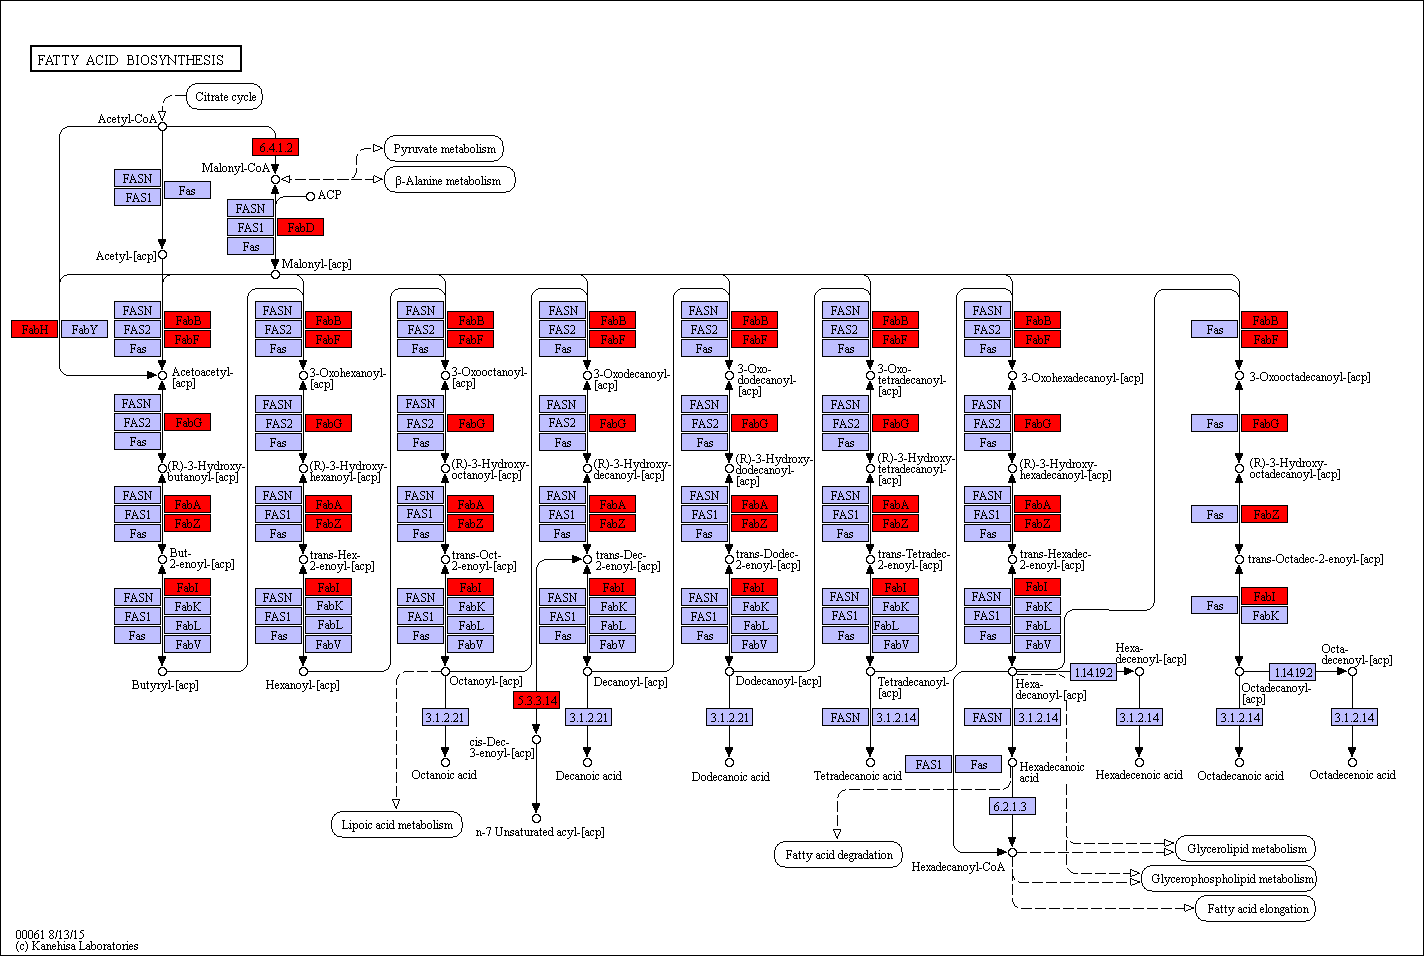 FATTY ACID BIOSYNTHESIS
Citrate cycle
Acetyl-CoA
6.4.1.2
Pyruvate metabolism
Malonyl-CoA
β-Alanine metabolism
FASN
FAS1
Fas
ACP
FASN
FAS1
Fas
FabD
Acetyl-[acp]
Malonyl-[acp]
FabH
FabY
FASN
FAS2
Fas
FabB
FabF
FASN
FAS2
Fas
FabB
FabF
FASN
FAS2
Fas
FabB
FabF
FASN
FAS2
Fas
FabB
FabF
FASN
FAS2
Fas
FabB
FabF
FASN
FAS2
Fas
FabB
FabF
FASN
FAS2
Fas
FabB
FabF
Fas
FabB
FabF
Acetoacetyl-
[acp]
3-Oxohexanoyl-
[acp]
3-Oxooctanoyl-
[acp]
3-Oxodecanoyl-
[acp]
3-Oxo-
dodecanoyl-
[acp]
3-Oxo-
tetradecanoyl-
[acp]
3-Oxohexadecanoyl-[acp]
3-Oxooctadecanoyl-[acp]
FASN
FAS2
Fas
FabG
FASN
FAS2
Fas
FabG
FASN
FAS2
Fas
FabG
FASN
FAS2
Fas
FabG
FASN
FAS2
Fas
FabG
FASN
FAS2
Fas
FabG
FASN
FAS2
Fas
FabG
Fas
FabG
(R)-3-Hydroxy-
butanoyl-[acp]
(R)-3-Hydroxy-
hexanoyl-[acp]
(R)-3-Hydroxy-
octanoyl-[acp]
(R)-3-Hydroxy-
decanoyl-[acp]
(R)-3-Hydroxy-
dodecanoyl-
[acp]
(R)-3-Hydroxy-
tetradecanoyl-
[acp]
(R)-3-Hydroxy-
hexadecanoyl-[acp]
(R)-3-Hydroxy-
octadecanoyl-[acp]
FASN
FAS1
Fas
FabA
FabZ
FASN
FAS1
Fas
FabA
FabZ
FASN
FAS1
Fas
FabA
FabZ
FASN
FAS1
Fas
FabA
FabZ
FASN
FAS1
Fas
FabA
FabZ
FASN
FAS1
Fas
FabA
FabZ
FASN
FAS1
Fas
FabA
FabZ
Fas
FabZ
But-
2-enoyl-[acp]
trans-Hex-
2-enoyl-[acp]
trans-Oct-
2-enoyl-[acp]
trans-Dec-
2-enoyl-[acp]
trans-Dodec-
2-enoyl-[acp]
trans-Tetradec-
2-enoyl-[acp]
trans-Hexadec-
2-enoyl-[acp]
trans-Octadec-2-enoyl-[acp]
FASN
FAS1
Fas
FabI
FabK
FabL
FabV
FASN
FAS1
Fas
FabI
FabK
FabL
FabV
FASN
FAS1
Fas
FabI
FabK
FabL
FabV
FASN
FAS1
Fas
FabI
FabK
FabL
FabV
FASN
FAS1
Fas
FabI
FabK
FabL
FabV
FASN
FAS1
Fas
FabI
FabK
FabL
FabV
FASN
FAS1
Fas
FabI
FabK
FabL
FabV
Fas
FabI
FabK
Butyryl-[acp]
Hexanoyl-[acp]
Octanoyl-[acp]
Decanoyl-[acp]
Dodecanoyl-[acp]
Tetradecanoyl-
[acp]
Hexa-
decanoyl-[acp]
1.14.19.2
Hexa-
decenoyl-[acp]
Octadecanoyl-
[acp]
1.14.19.2
Octa-
decenoyl-[acp]
5.3.3.14
3.1.2.21
3.1.2.21
3.1.2.21
FASN
3.1.2.14
FASN
3.1.2.14
3.1.2.14
3.1.2.14
3.1.2.14
cis-Dec-
3-enoyl-[acp]
FAS1
Fas
Octanoic acid
Decanoic acid
Dodecanoic acid
Tetradecanoic acid
Hexadecanoic
acid
Hexadecenoic acid
Octadecanoic acid
Octadecenoic acid
6.2.1.3
Lipoic acid metabolism
n-7 Unsaturated acyl-[acp]
Fatty acid degradation
Hexadecanoyl-CoA
Glycerolipid metabolism
Glycerophospholipid metabolism
Fatty acid elongation
00061 8/13/15
(c) Kanehisa Laboratories